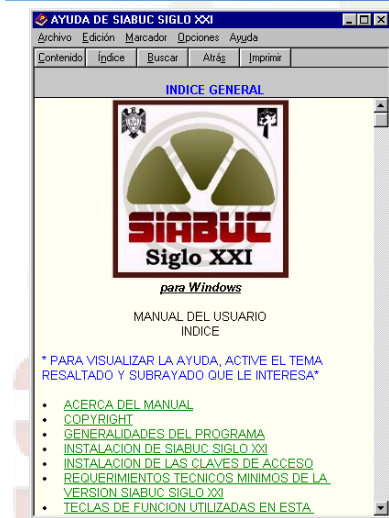 AYUDA DE SIABUC SIGLO XXI
Archivo Edición Marcador Opciones Ayuda
Contenido Índice Buscar Atrás Imprimir
INDICE GENERAL
SIABUC
Siglo XXI
para Windows
MANUAL DEL USUARIO
INDICE
* PARA VISUALIZAR LA AYUDA, ACTIVE EL TEMA
RESALTADO Y SUBRAYADO QUE LE INTERESA*
• ACERCA DEL MANUAL
• COPYRIGHT
• GENERALIDADES DEL PROGRAMA
• INSTALACION DE SIABUC SIGLO XXI
• INSTALACION DE LAS CLAVES DE ACCESO
• REQUERIMIENTOS TECNICOS MINIMOS DE LA
VERSION SIABUC SIGLO XXI
• TECLAS DE FUNCION UTILIZADAS EN ESTA